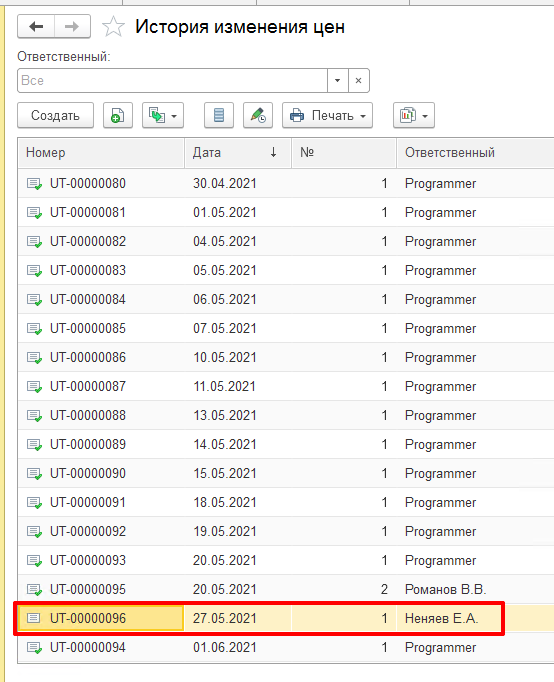 История изменения цен
Ответственный:
Все
Создать Печать
Номер Дата ↓ № Ответственный
UT-00000080 30.04.2021 1 Programmer
UT-00000081 01.05.2021 1 Programmer
UT-00000082 04.05.2021 1 Programmer
UT-00000083 05.05.2021 1 Programmer
UT-00000084 06.05.2021 1 Programmer
UT-00000085 07.05.2021 1 Programmer
UT-00000086 10.05.2021 1 Programmer
UT-00000087 11.05.2021 1 Programmer
UT-00000088 13.05.2021 1 Programmer
UT-00000089 14.05.2021 1 Programmer
UT-00000090 15.05.2021 1 Programmer
UT-00000091 18.05.2021 1 Programmer
UT-00000092 19.05.2021 1 Programmer
UT-00000093 20.05.2021 1 Programmer
UT-00000095 20.05.2021 2 Романов В.В.
UT-00000096 27.05.2021 1 Неняев Е.А.
UT-00000094 01.06.2021 1 Programmer